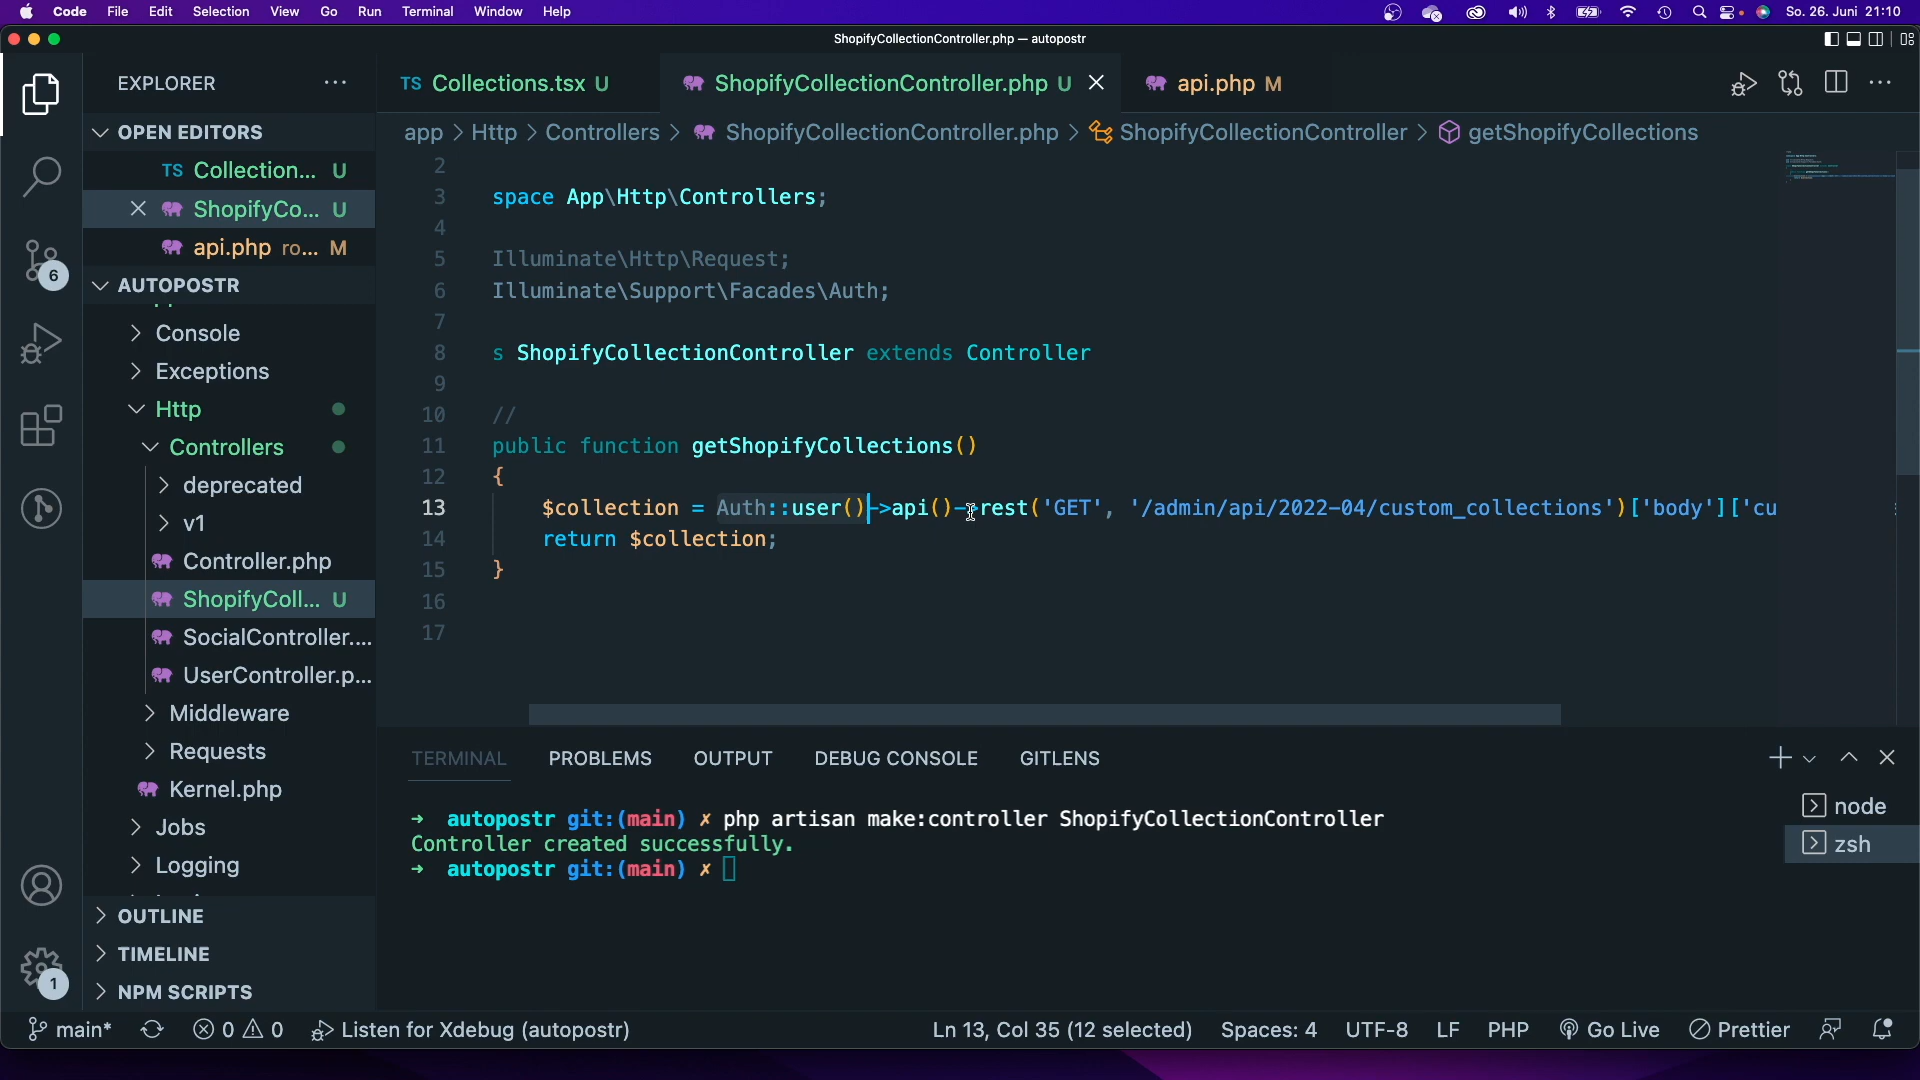 Code File Edit Selection View Go Run Terminal Window Help So. 26. Juni 21:10
ShopifyCollectionController.php — autopostr
EXPLORER ...
TS Collections.tsx U ShopifyCollectionController.php U api.php M
OPEN EDITORS
app > Http > Controllers > ShopifyCollectionController.php > ShopifyCollectionController > getShopifyCollections
TS Collection... U
ShopifyCo... U
api.php ro... M
AUTOPOSTR
Console
Exceptions
Http
Controllers
deprecated
v1
Controller.php
ShopifyColl... U
SocialController....
UserController.p...
Middleware
Requests
Kernel.php
Jobs
Logging
OUTLINE
TIMELINE
NPM SCRIPTS
6
1
2
3 space App\Http\Controllers;
4
5 Illuminate\Http\Request;
6 Illuminate\Support\Facades\Auth;
7
8 s ShopifyCollectionController extends Controller
9
10 //
11 public function getShopifyCollections()
12 {
13 $collection = Auth::user()->api()->rest('GET', '/admin/api/2022-04/custom_collections')['body']['cu
14 return $collection;
15 }
16
17
TERMINAL PROBLEMS OUTPUT DEBUG CONSOLE GITLENS
➜ autopostr git:(main) ✗ php artisan make:controller ShopifyCollectionController
Controller created successfully.
➜ autopostr git:(main) ✗
node
zsh
main* 0 0 Listen for Xdebug (autopostr) Ln 13, Col 35 (12 selected) Spaces: 4 UTF-8 LF PHP Go Live Prettier